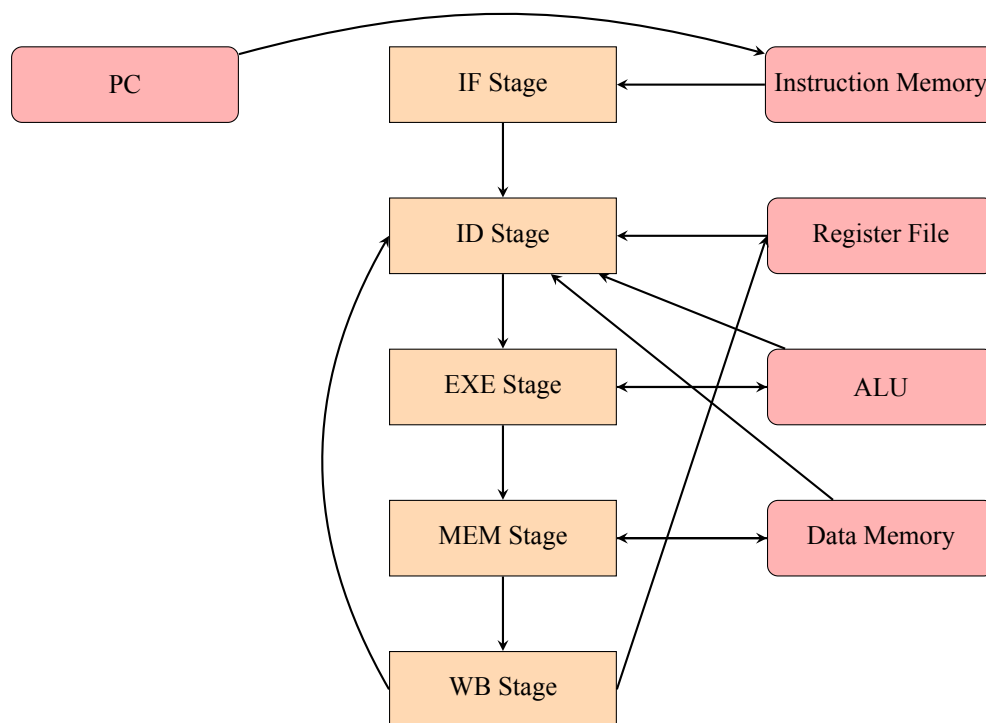 PC
IF Stage
Instruction Memory
ID Stage
Register File
EXE Stage
ALU
MEM Stage
Data Memory
WB Stage